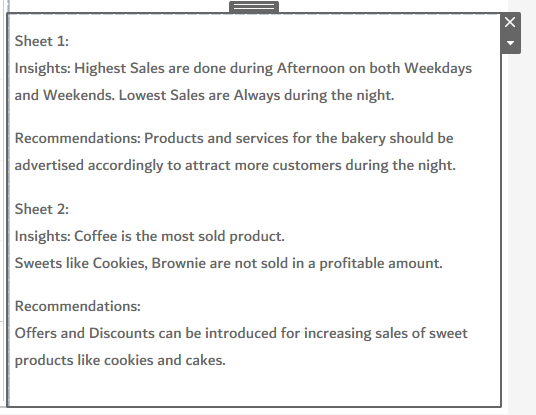 Sheet 1:
Insights: Highest Sales are done during Afternoon on both Weekdays
and Weekends. Lowest Sales are Always during the night.
Recommendations: Products and services for the bakery should be
advertised accordingly to attract more customers during the night.
Sheet 2:
Insights: Coffee is the most sold product.
Sweets like Cookies, Brownie are not sold in a profitable amount.
Recommendations:
Offers and Discounts can be introduced for increasing sales of sweet
products like cookies and cakes.